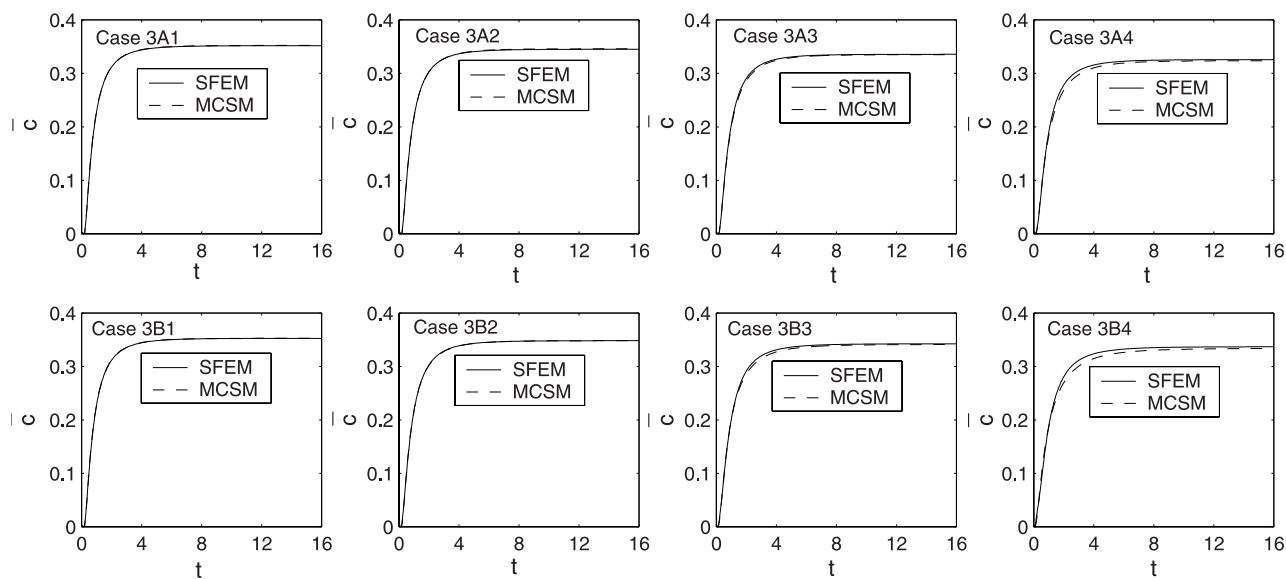 0.4
Case 3A1
0.3
SFEM
MCSM
c
0.2
0.1
0
0 4 8 12 16
t
0.4
Case 3A2
0.3
SFEM
MCSM
c
0.2
0.1
0
0 4 8 12 16
t
0.4
Case 3A3
0.3
SFEM
MCSM
c
0.2
0.1
0
0 4 8 12 16
t
0.4
Case 3A4
0.3
SFEM
MCSM
c
0.2
0.1
0
0 4 8 12 16
t
0.4
Case 3B1
0.3
SFEM
MCSM
c
0.2
0.1
0
0 4 8 12 16
t
0.4
Case 3B2
0.3
SFEM
MCSM
c
0.2
0.1
0
0 4 8 12 16
t
0.4
Case 3B3
0.3
SFEM
MCSM
c
0.2
0.1
0
0 4 8 12 16
t
0.4
Case 3B4
0.3
SFEM
MCSM
c
0.2
0.1
0
0 4 8 12 16
t